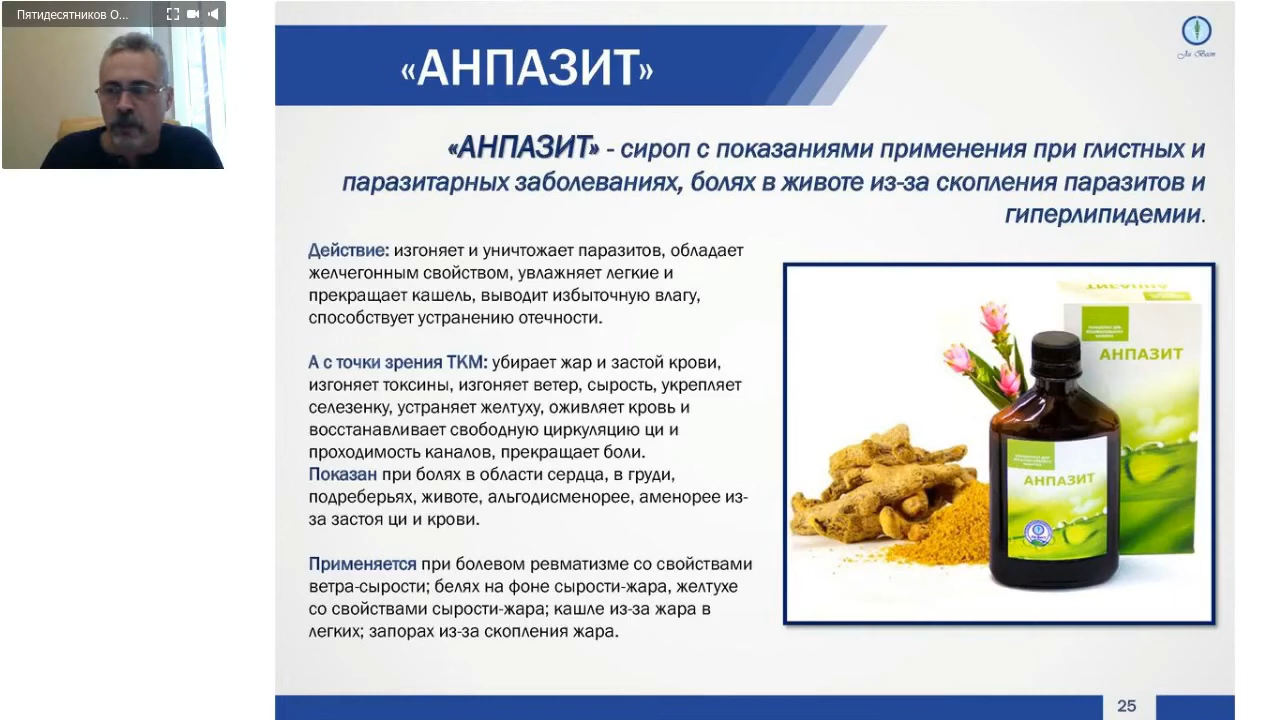 Пятидесятников О...
«АНПАЗИТ»
Ли Вест
«АНПАЗИТ» - сироп с показаниями применения при глистных и
паразитарных заболеваниях, болях в животе из-за скопления паразитов и
гиперлипидемии.
Действие: изгоняет и уничтожает паразитов, обладает
желчегонным свойством, увлажняет легкие и
прекращает кашель, выводит избыточную влагу,
способствует устранению отечности.
А с точки зрения ТКМ: убирает жар и застой крови,
изгоняет токсины, изгоняет ветер, сырость, укрепляет
селезенку, устраняет желтуху, оживляет кровь и
восстанавливает свободную циркуляцию ци и
проходимость каналов, прекращает боли.
Показан при болях в области сердца, в груди,
подреберьях, животе, альгодисменорее, аменорее из-
за застоя ци и крови.
Применяется при болевом ревматизме со свойствами
ветра-сырости; белях на фоне сырости-жара, желтухе
со свойствами сырости-жара; кашле из-за жара в
легких; запорах из-за скопления жара.
АНПАЗИТ
АНПАЗИТ
25